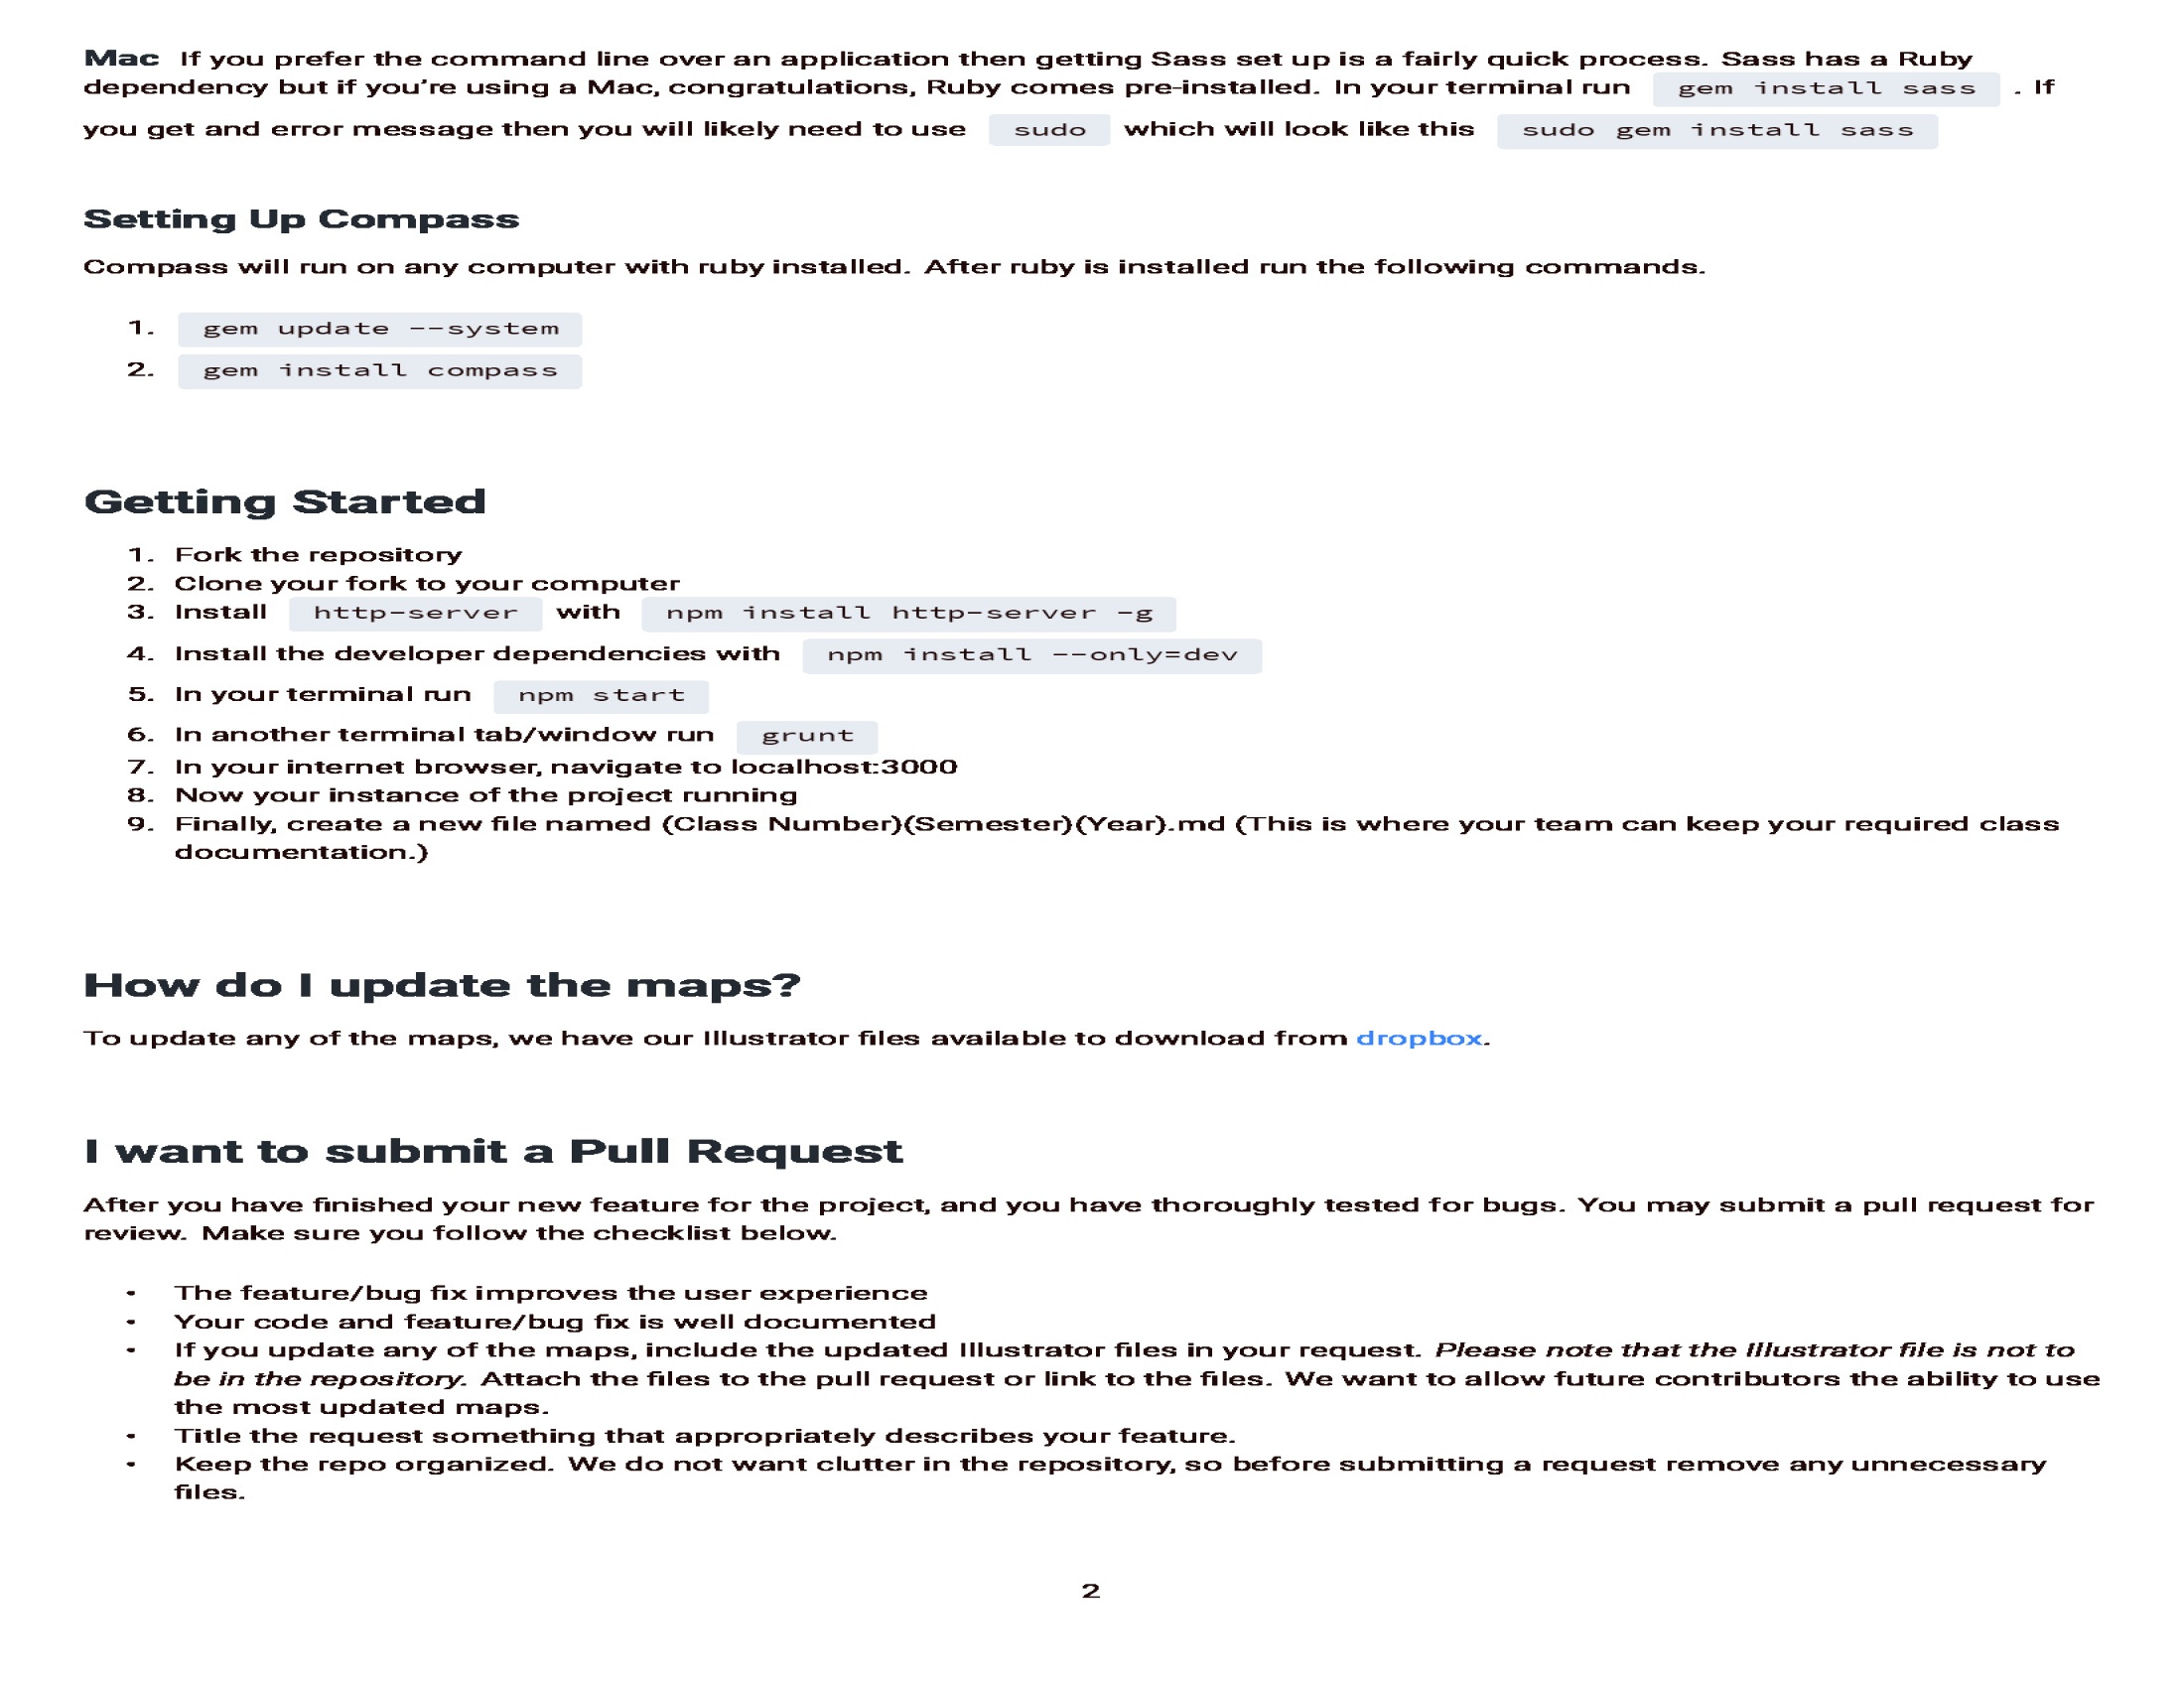 Mac If you prefer the command line over an application then getting Sass set up is a fairly quick process. Sass has a Ruby
dependency but if you’re using a Mac, congratulations, Ruby comes pre-installed. In your terminal run gem install sass . If
you get and error message then you will likely need to use sudo which will look like this sudo gem install sass
Setting Up Compass
Compass will run on any computer with ruby installed. After ruby is installed run the following commands.
1. gem update --system
2. gem install compass
Getting Started
1. Fork the repository
2. Clone your fork to your computer
3. Install http-server with npm install http-server -g
4. Install the developer dependencies with npm install --only=dev
5. In your terminal run npm start
6. In another terminal tab/window run grunt
7. In your internet browser, navigate to localhost:3000
8. Now your instance of the project running
9. Finally, create a new file named (Class Number)(Semester)(Year).md (This is where your team can keep your required class
documentation.)
How do I update the maps?
To update any of the maps, we have our Illustrator files available to download from dropbox.
I want to submit a Pull Request
After you have finished your new feature for the project, and you have thoroughly tested for bugs. You may submit a pull request for
review. Make sure you follow the checklist below.
• The feature/bug fix improves the user experience
• Your code and feature/bug fix is well documented
• If you update any of the maps, include the updated Illustrator files in your request. Please note that the Illustrator file is not to
be in the repository. Attach the files to the pull request or link to the files. We want to allow future contributors the ability to use
the most updated maps.
• Title the request something that appropriately describes your feature.
• Keep the repo organized. We do not want clutter in the repository, so before submitting a request remove any unnecessary
files.
2